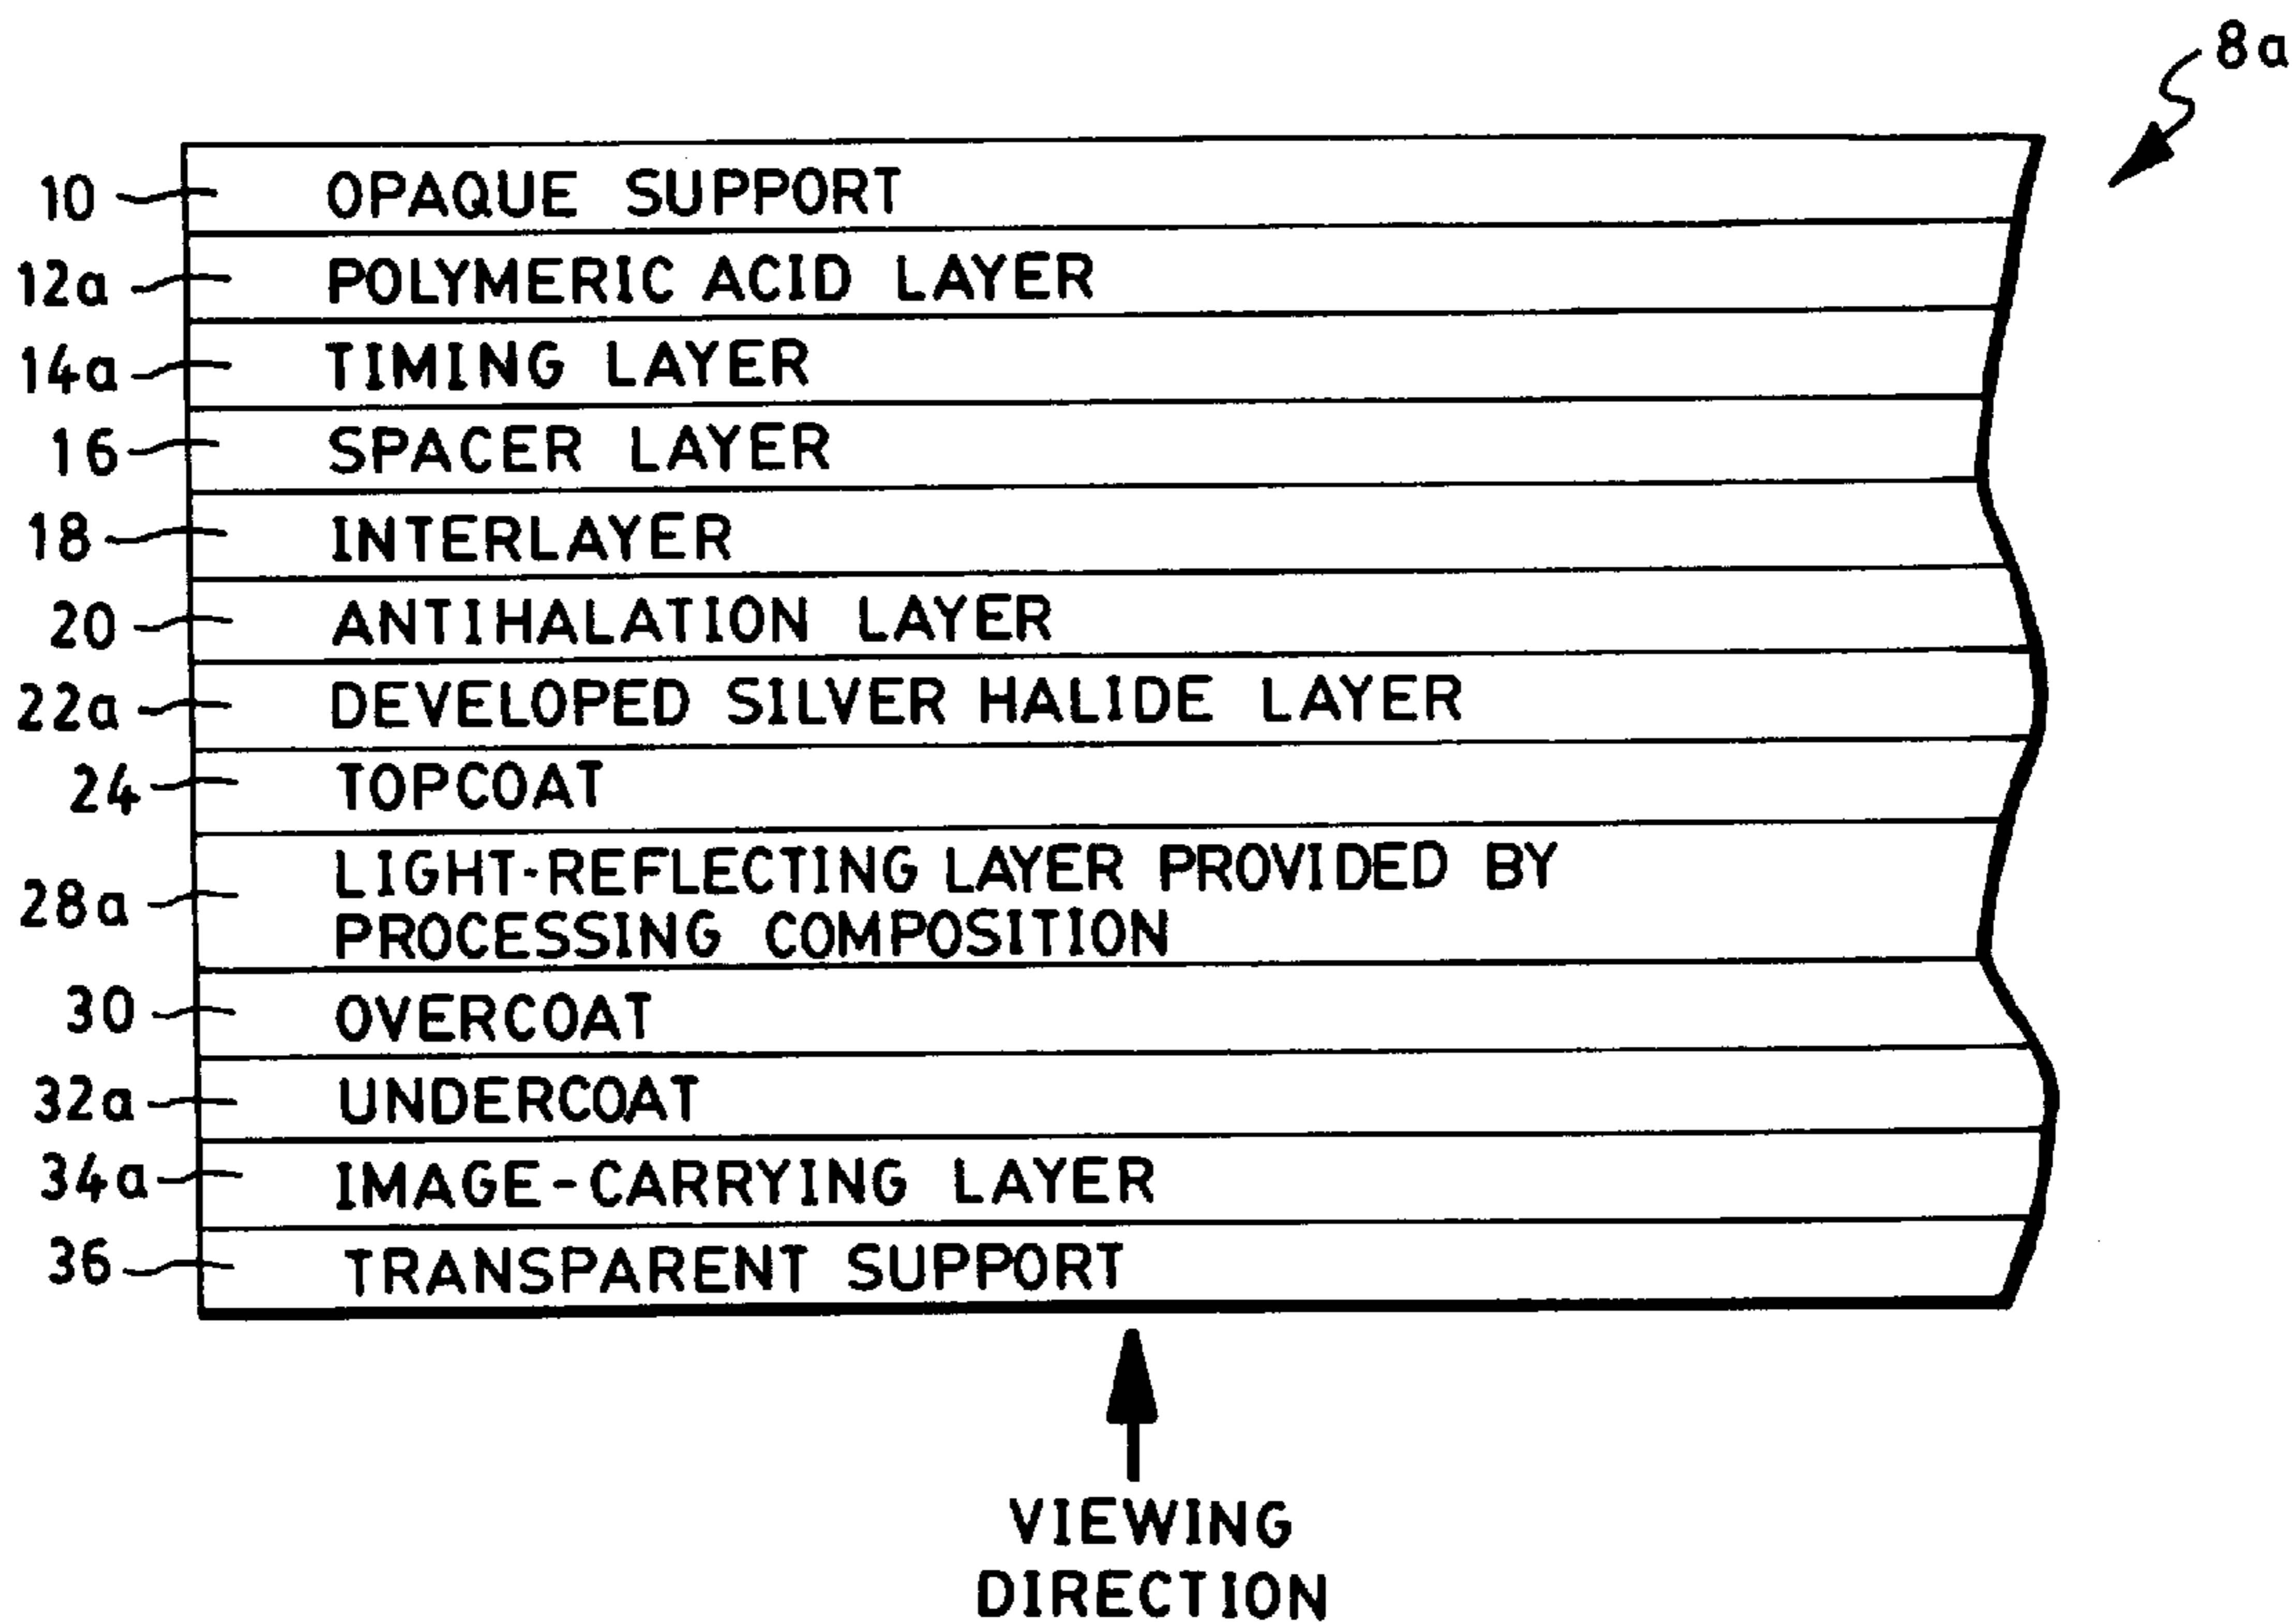 8a
10 OPAQUE SUPPORT
12a POLYMERIC ACID LAYER
14a TIMING LAYER
16 SPACER LAYER
18 INTERLAYER
20 ANTIHALATION LAYER
22a DEVELOPED SILVER HALIDE LAYER
24 TOPCOAT
28a LIGHT-REFLECTING LAYER PROVIDED BY
PROCESSING COMPOSITION
30 OVERCOAT
32a UNDERCOAT
34a IMAGE-CARRYING LAYER
36 TRANSPARENT SUPPORT
VIEWING
DIRECTION